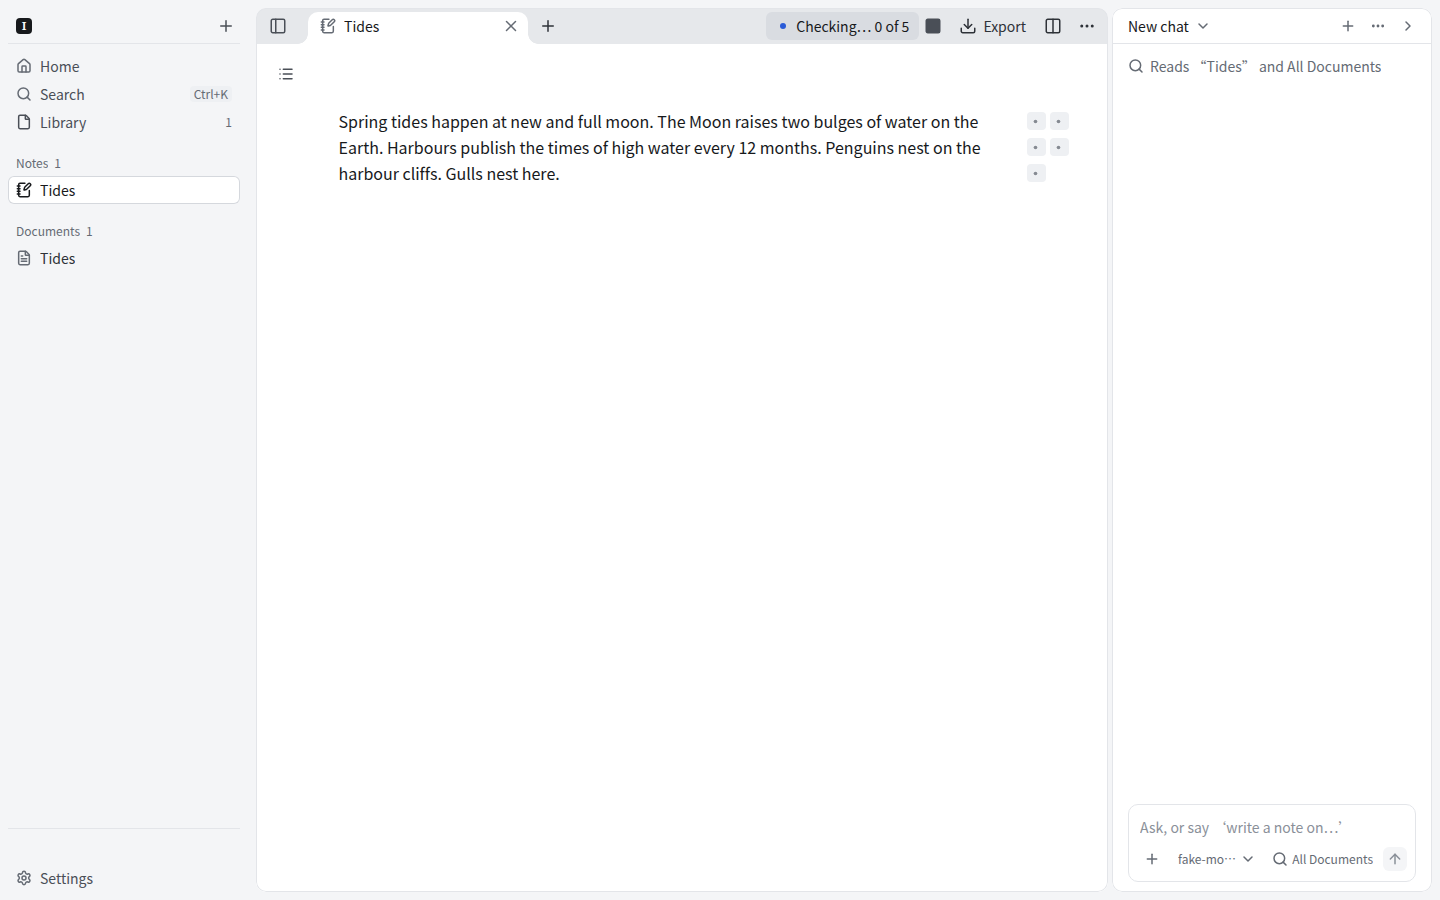 I
Home
Search Ctrl+K
Library 1
Notes 1
Tides
Documents 1
Tides
Settings
Tides
Checking… 0 of 5
Export
Spring tides happen at new and full moon. The Moon raises two bulges of water on the
Earth. Harbours publish the times of high water every 12 months. Penguins nest on the
harbour cliffs. Gulls nest here.
New chat
Reads “Tides” and All Documents
Ask, or say ‘write a note on…’
fake-mo… All Documents